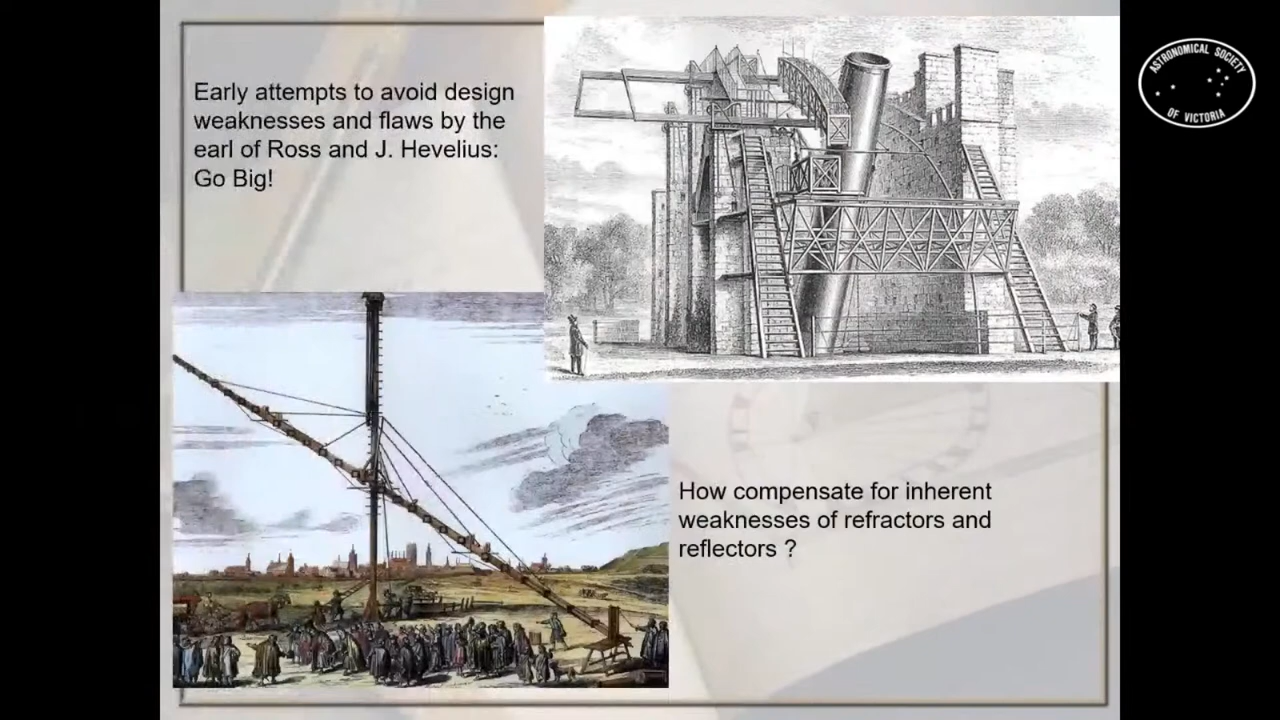 Early attempts to avoid design
weaknesses and flaws by the
earl of Ross and J. Hevelius:
Go Big!
ASTRONOMICAL SOCIETY
OF VICTORIA
How compensate for inherent
weaknesses of refractors and
reflectors ?